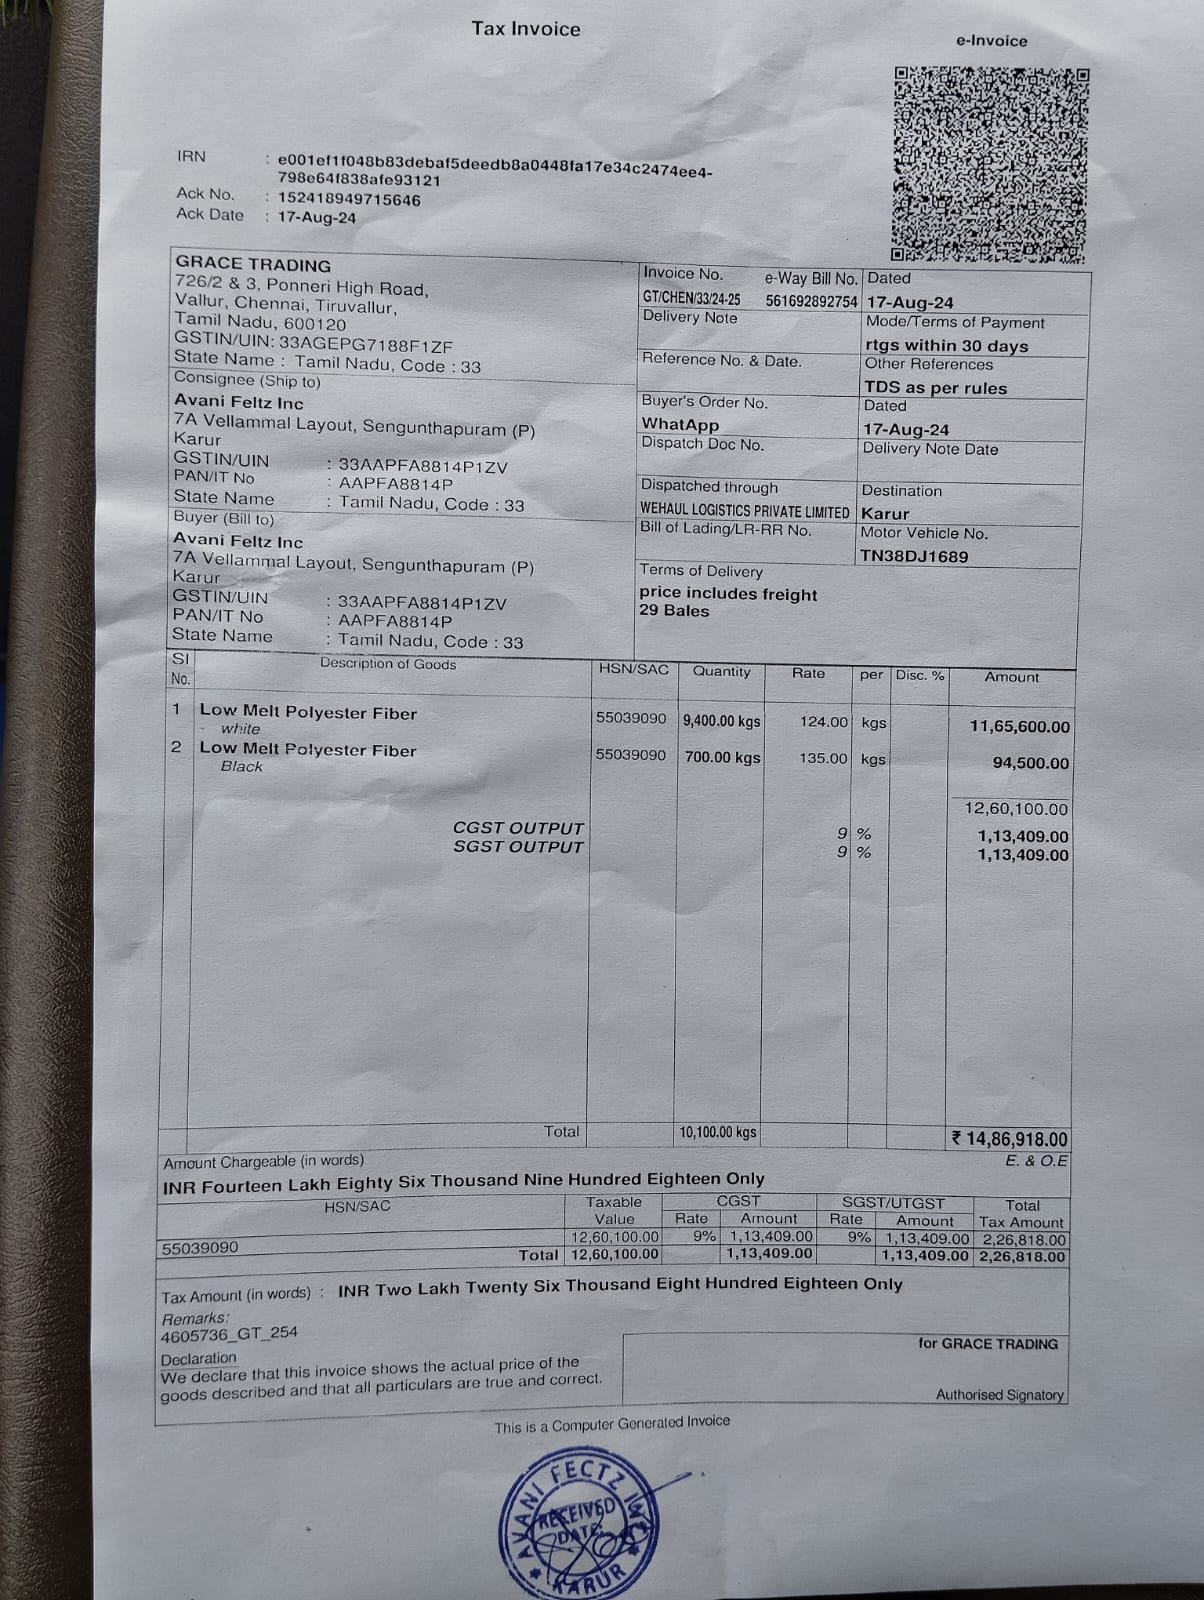 Tax Invoice
e-Invoice
IRN : e001ef1f048b83debaf5deedb8a0448fa17e34c2474ee4-
798e64f838afe93121
Ack No. : 152418949715646
Ack Date : 17-Aug-24
GRACE TRADING
726/2 & 3, Ponneri High Road,
Vallur, Chennai, Tiruvallur,
Tamil Nadu, 600120
GSTIN/UIN: 33AGEPG7188F1ZF
State Name : Tamil Nadu, Code : 33
Consignee (Ship to)
Avani Feltz Inc
7A Vellammal Layout, Sengunthapuram (P)
Karur
GSTIN/UIN : 33AAPFA8814P1ZV
PAN/IT No : AAPFA8814P
State Name : Tamil Nadu, Code : 33
Buyer (Bill to)
Avani Feltz Inc
7A Vellammal Layout, Sengunthapuram (P)
Karur
GSTIN/UIN : 33AAPFA8814P1ZV
PAN/IT No : AAPFA8814P
State Name : Tamil Nadu, Code : 33
Invoice No. e-Way Bill No. Dated
GT/CHEN/33/24-25 561692892754 17-Aug-24
Delivery Note Mode/Terms of Payment
rtgs within 30 days
Reference No. & Date. Other References
TDS as per rules
Buyer's Order No. Dated
WhatApp 17-Aug-24
Dispatch Doc No. Delivery Note Date
Dispatched through Destination
WEHAUL LOGISTICS PRIVATE LIMITED Karur
Bill of Lading/LR-RR No. Motor Vehicle No.
TN38DJ1689
Terms of Delivery
price includes freight
29 Bales
Sl No. Description of Goods HSN/SAC Quantity Rate per Disc. % Amount
1 Low Melt Polyester Fiber 55039090 9,400.00 kgs 124.00 kgs 11,65,600.00
- white
2 Low Melt Polyester Fiber 55039090 700.00 kgs 135.00 kgs 94,500.00
Black
12,60,100.00
CGST OUTPUT 9 % 1,13,409.00
SGST OUTPUT 9 % 1,13,409.00
Total 10,100.00 kgs ₹ 14,86,918.00
Amount Chargeable (in words) E. & O.E
INR Fourteen Lakh Eighty Six Thousand Nine Hundred Eighteen Only
HSN/SAC Taxable Value CGST SGST/UTGST Total Tax Amount
Rate Amount Rate Amount
55039090 12,60,100.00 9% 1,13,409.00 9% 1,13,409.00 2,26,818.00
Total 12,60,100.00 1,13,409.00 1,13,409.00 2,26,818.00
Tax Amount (in words) : INR Two Lakh Twenty Six Thousand Eight Hundred Eighteen Only
Remarks:
4605736_GT_254
Declaration
We declare that this invoice shows the actual price of the
goods described and that all particulars are true and correct.
for GRACE TRADING
Authorised Signatory
This is a Computer Generated Invoice
AVANI FECTZ INC
RECEIVED
DATE:
KARUR